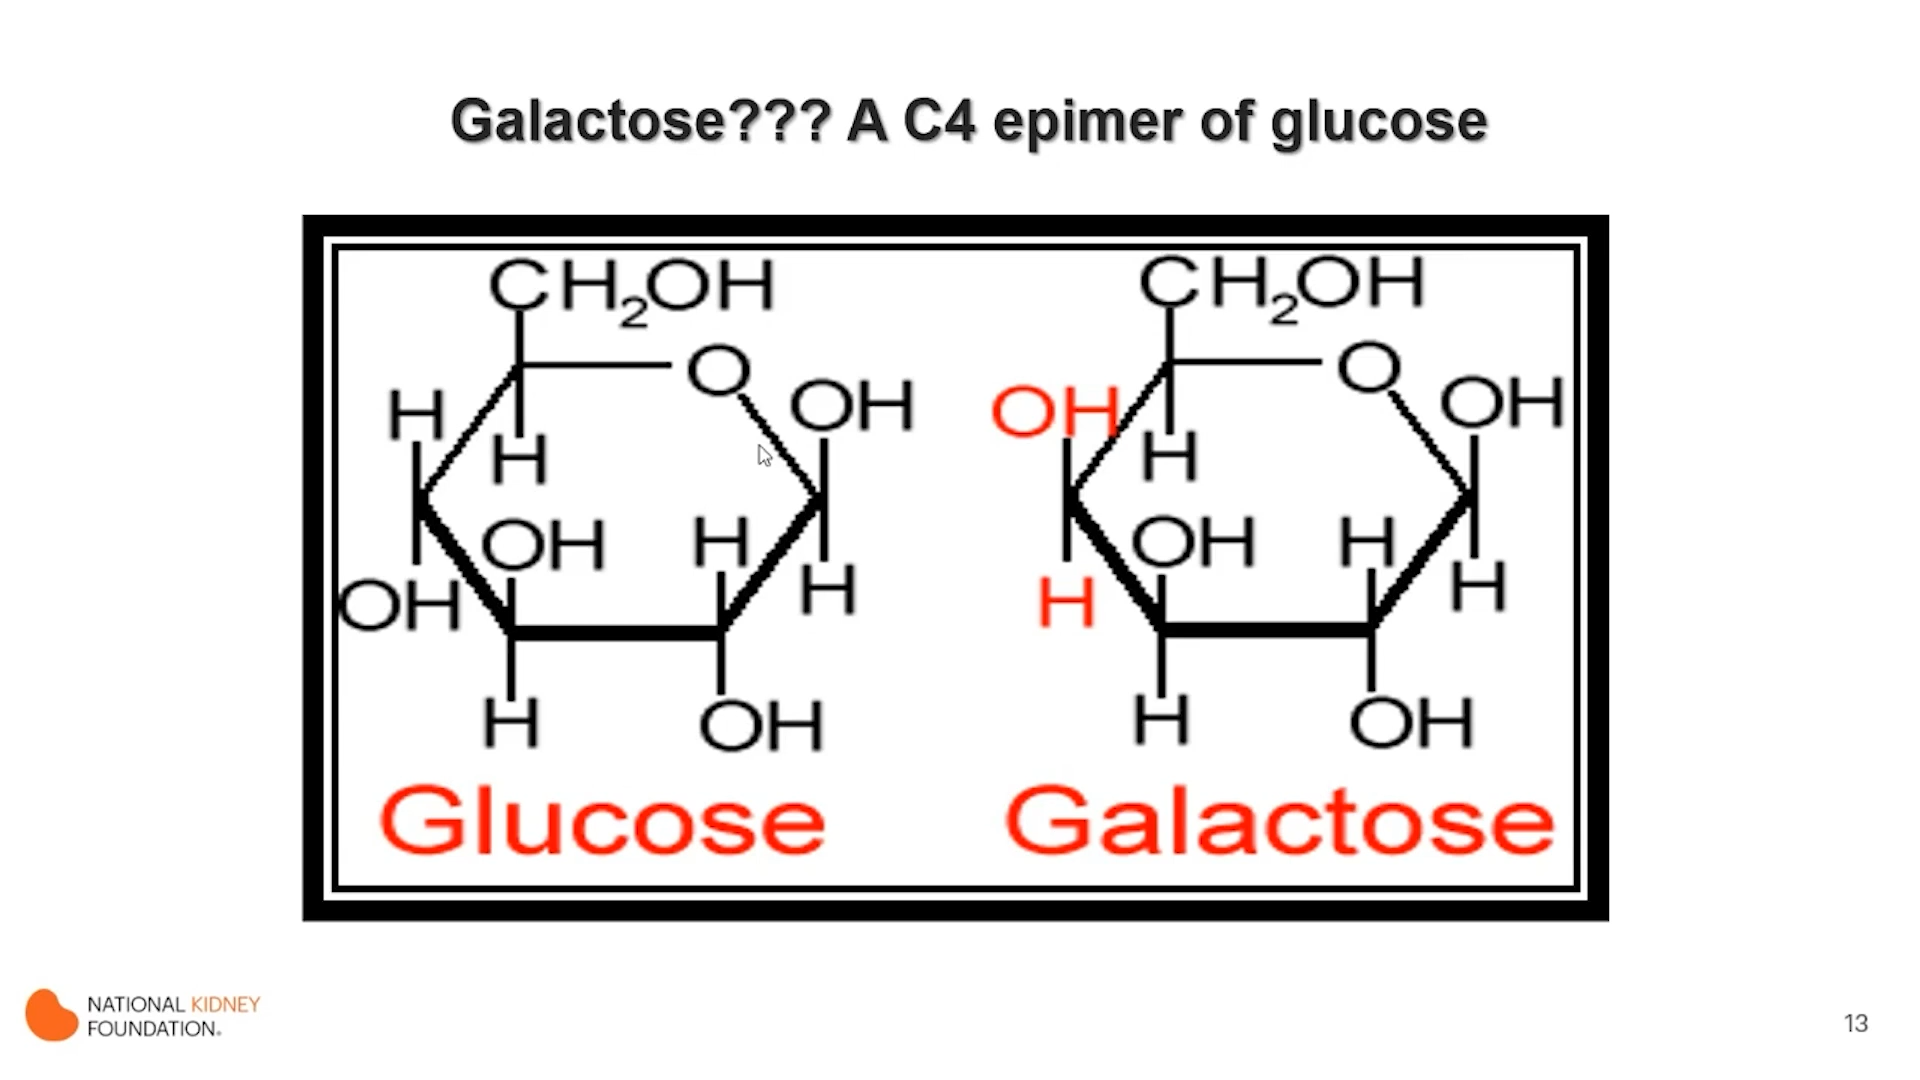 Galactose??? A C4 epimer of glucose
CH2OH
O
H
OH
H
OH
H
OH
H
H
OH
Glucose
CH2OH
O
OH
OH
H
OH
H
H
H
H
OH
Galactose
NATIONAL KIDNEY
FOUNDATION®
13